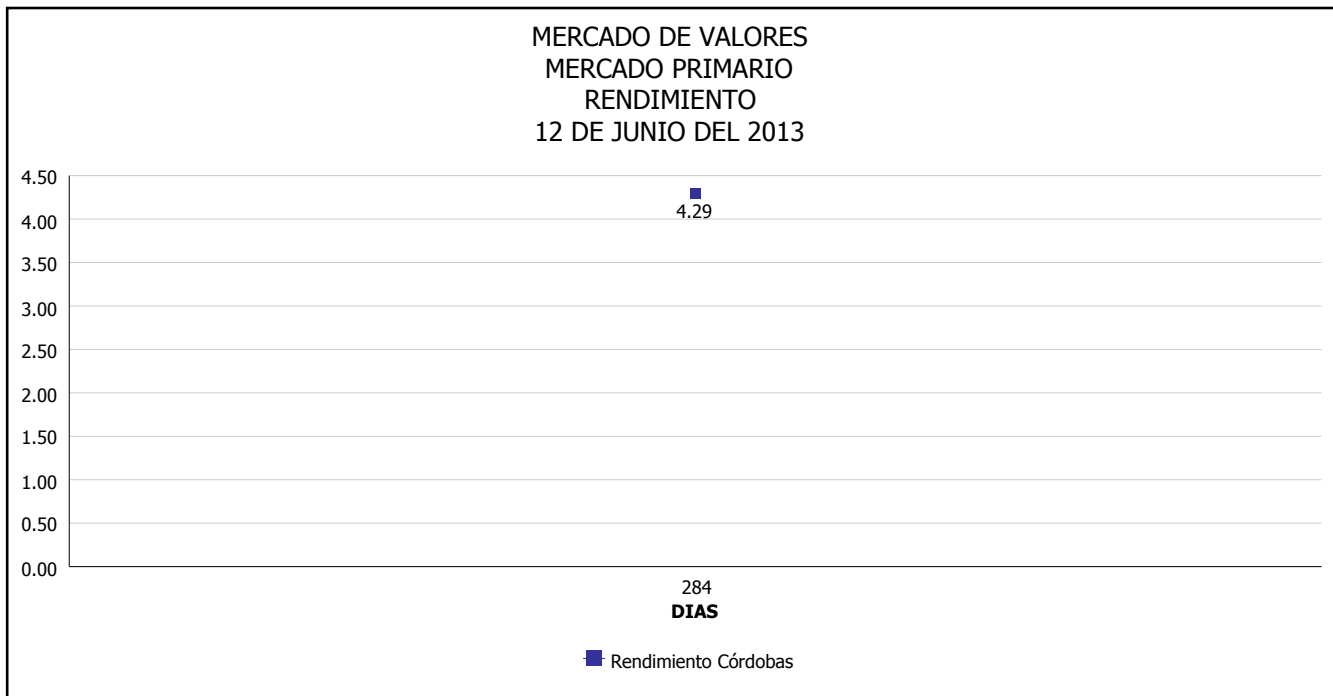 MERCADO DE VALORES
MERCADO PRIMARIO
RENDIMIENTO
12 DE JUNIO DEL 2013
4.50
4.00
3.50
3.00
2.50
2.00
1.50
1.00
0.50
0.00
4.29
284
DIAS
Rendimiento Córdobas